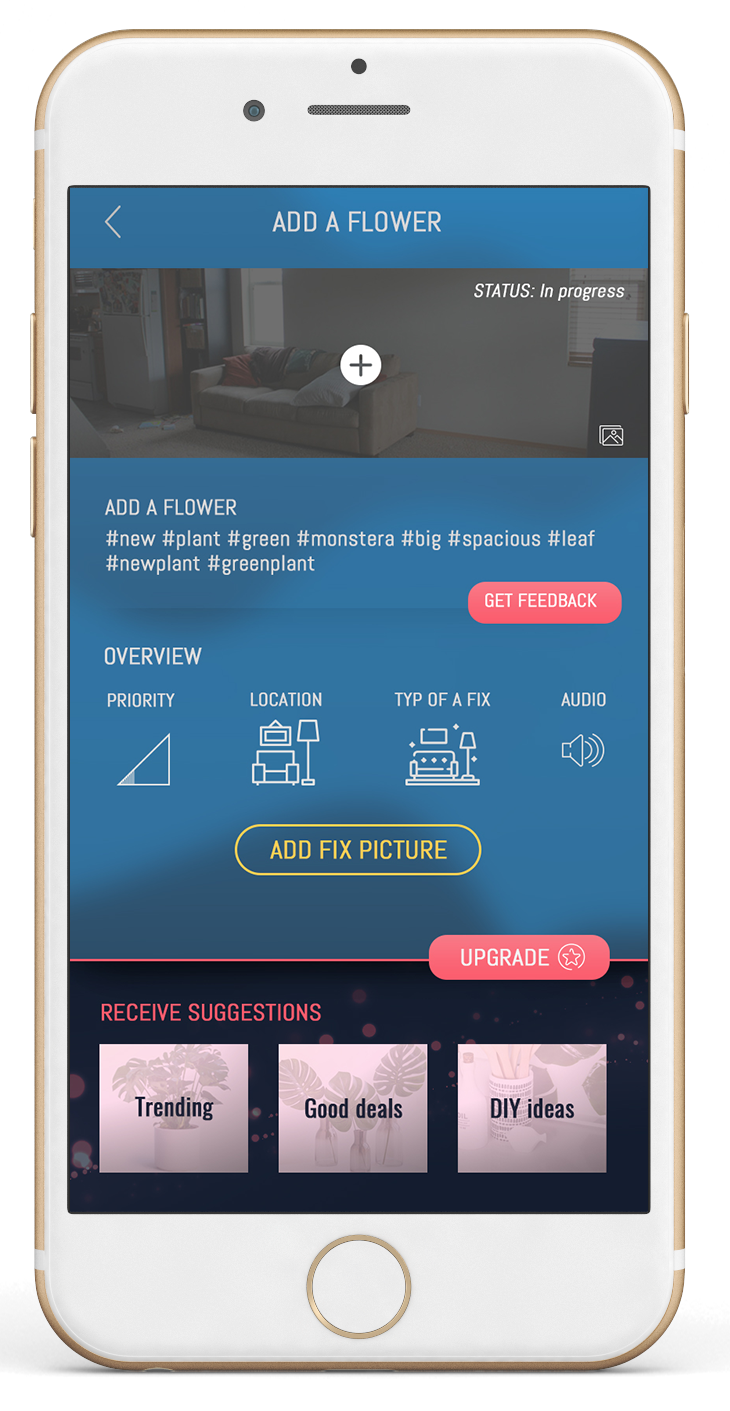 ADD A FLOWER
STATUS: In progress
ADD A FLOWER
#new #plant #green #monstera #big #spacious #leaf
#newplant #greenplant
GET FEEDBACK
OVERVIEW
PRIORITY LOCATION TYP OF A FIX AUDIO
ADD FIX PICTURE
UPGRADE
RECEIVE SUGGESTIONS
Trending Good deals DIY ideas